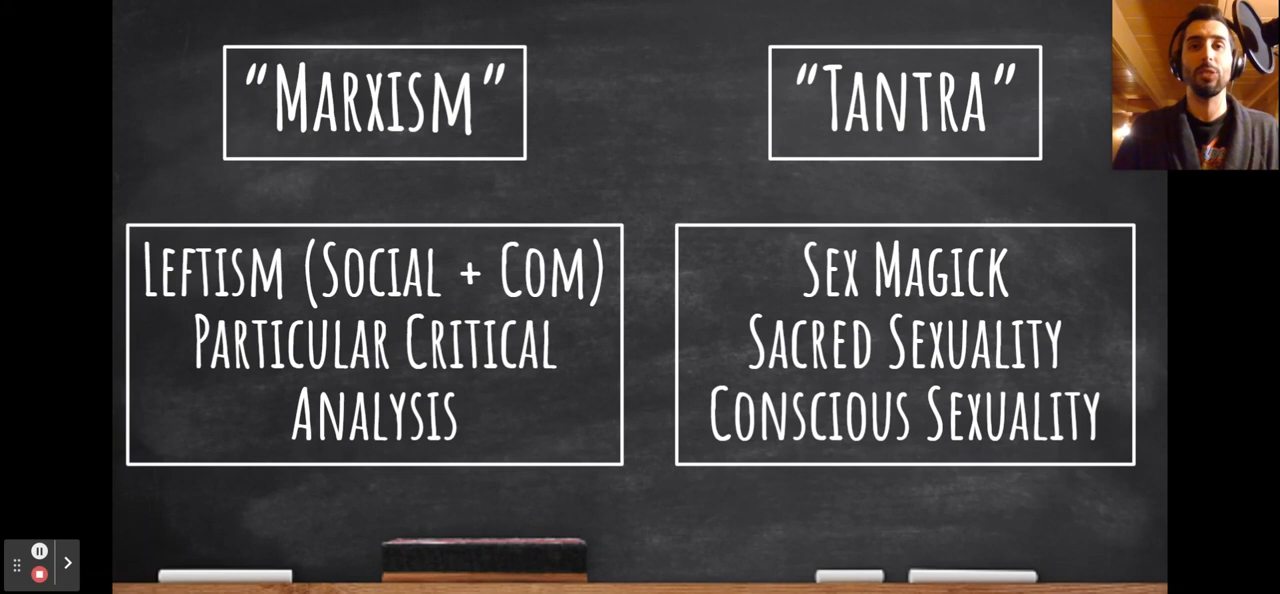 “Marxism”
“Tantra”
Leftism (Social + Com)
Particular Critical
Analysis
Sex Magick
Sacred Sexuality
Conscious Sexuality